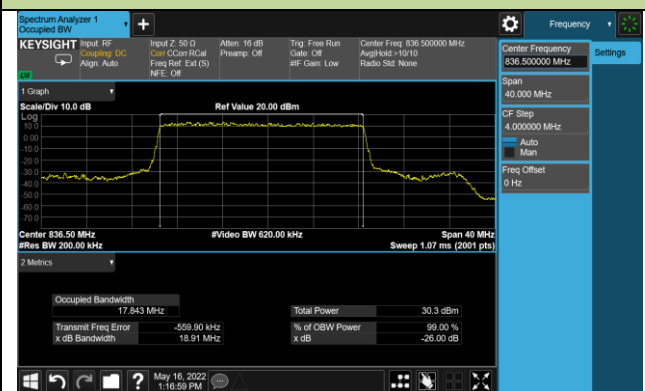 Spectrum Analyzer 1
Occupied BW
+
Frequency
KEYSIGHT
Input: RF
Coupling: DC
Align: Auto
Input Z: 50 Ω
Corr CCorr RCal
Freq Ref: Ext (S)
NFE: Off
Atten: 16 dB
Preamp: Off
Trig: Free Run
Gate: Off
#IF Gain: Low
Center Freq: 836.500000 MHz
Avg|Hold:>10/10
Radio Std: None
Center Frequency
836.500000 MHz
Settings
Span
40.000 MHz
CF Step
4.000000 MHz
Auto
Man
Freq Offset
0 Hz
1 Graph
Scale/Div 10.0 dB
Ref Value 20.00 dBm
Log
10.0
0.00
-10.0
-20.0
-30.0
-40.0
-50.0
-60.0
-70.0
Center 836.50 MHz
#Video BW 620.00 kHz
Span 40 MHz
#Res BW 200.00 kHz
Sweep 1.07 ms (2001 pts)
2 Metrics
Occupied Bandwidth
17.843 MHz
Total Power
30.3 dBm
Transmit Freq Error
-559.90 kHz
% of OBW Power
99.00 %
x dB Bandwidth
18.91 MHz
x dB
-26.00 dB
?
May 16, 2022
1:16:59 PM